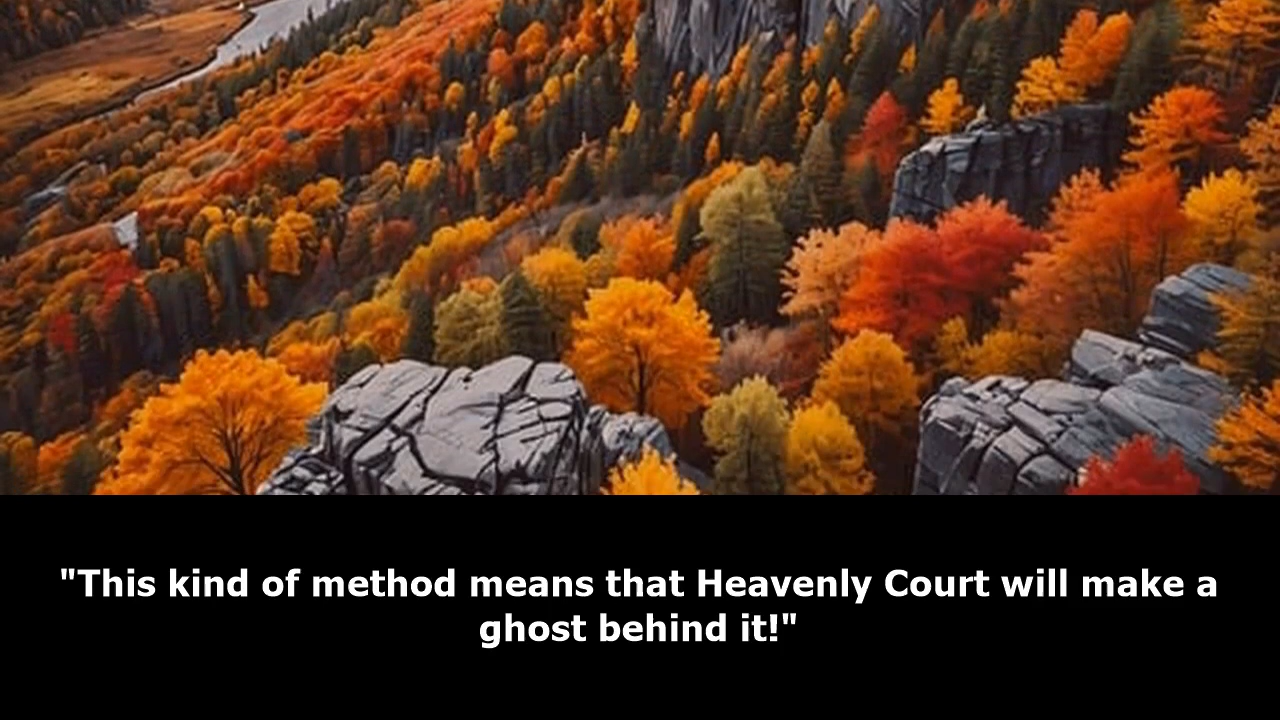 "This kind of method means that Heavenly Court will make a
ghost behind it!"